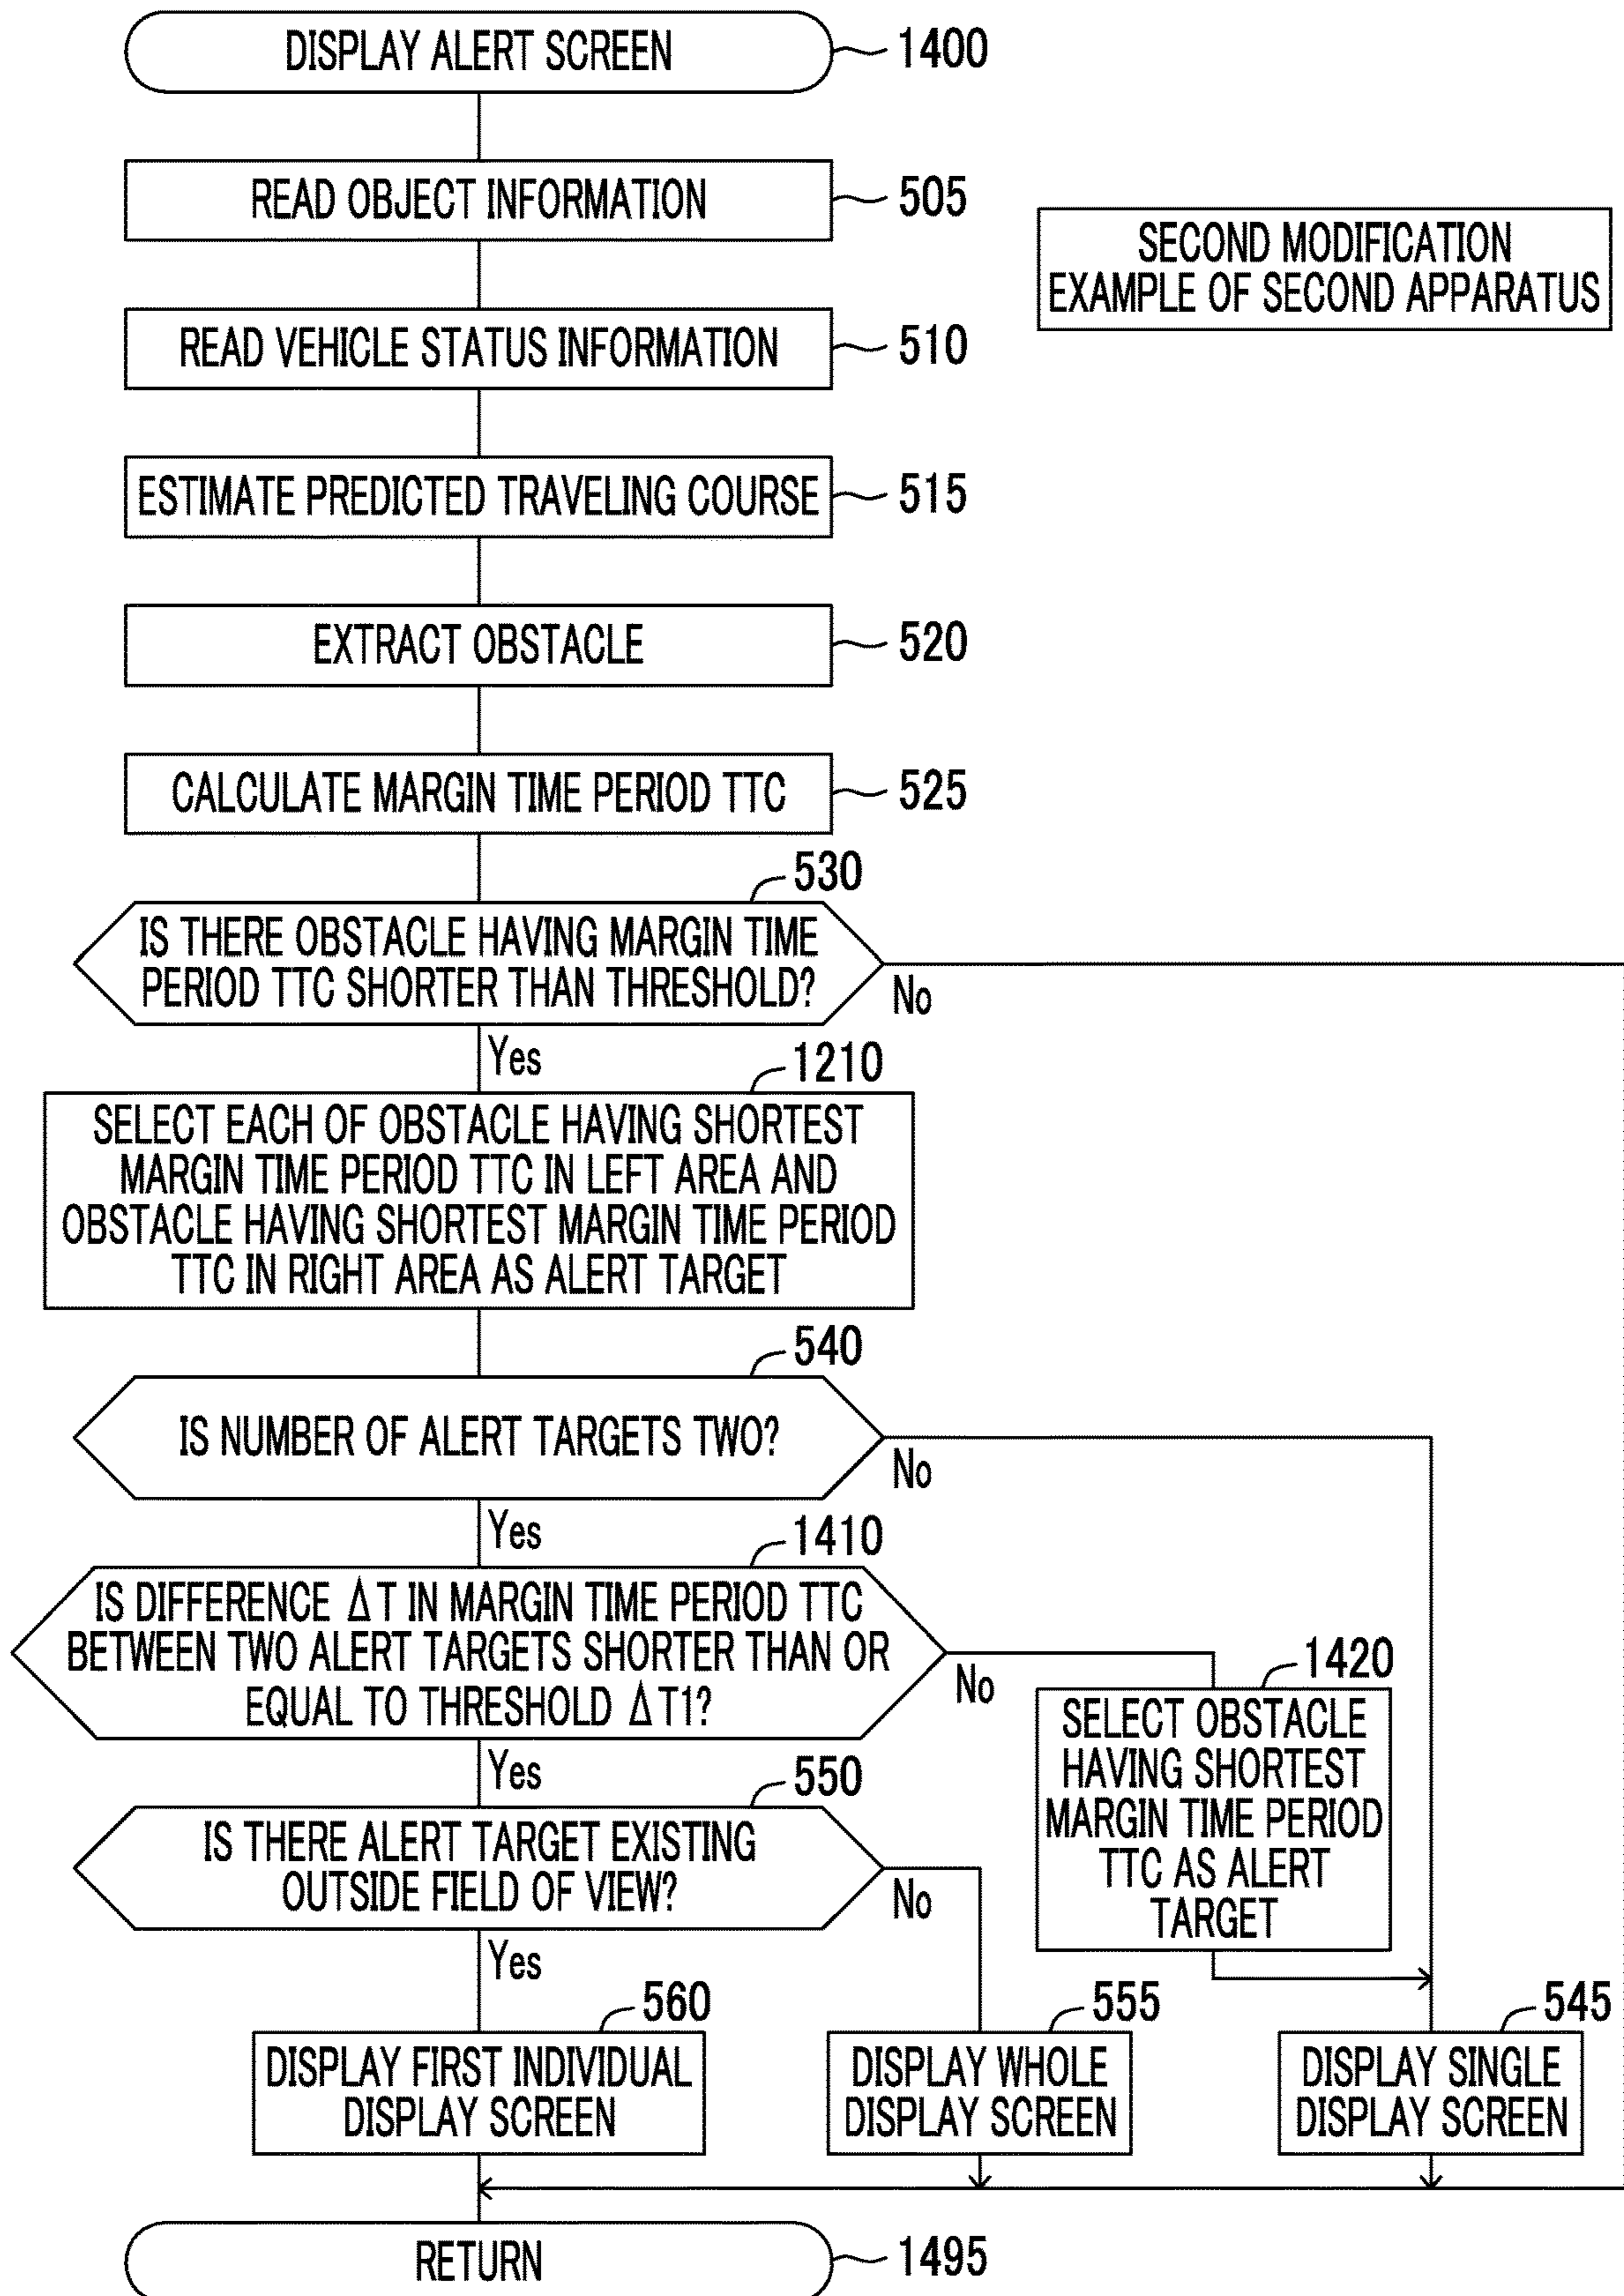 DISPLAY ALERT SCREEN
1400
READ OBJECT INFORMATION
505
SECOND MODIFICATION
EXAMPLE OF SECOND APPARATUS
READ VEHICLE STATUS INFORMATION
510
ESTIMATE PREDICTED TRAVELING COURSE
515
EXTRACT OBSTACLE
520
CALCULATE MARGIN TIME PERIOD TTC
525
530
IS THERE OBSTACLE HAVING MARGIN TIME
PERIOD TTC SHORTER THAN THRESHOLD?
No
Yes
1210
SELECT EACH OF OBSTACLE HAVING SHORTEST
MARGIN TIME PERIOD TTC IN LEFT AREA AND
OBSTACLE HAVING SHORTEST MARGIN TIME PERIOD
TTC IN RIGHT AREA AS ALERT TARGET
540
IS NUMBER OF ALERT TARGETS TWO?
No
Yes
1410
IS DIFFERENCE ΔT IN MARGIN TIME PERIOD TTC
BETWEEN TWO ALERT TARGETS SHORTER THAN OR
EQUAL TO THRESHOLD ΔT1?
No
Yes
1420
SELECT OBSTACLE
HAVING SHORTEST
MARGIN TIME PERIOD
TTC AS ALERT
TARGET
550
IS THERE ALERT TARGET EXISTING
OUTSIDE FIELD OF VIEW?
No
Yes
560
DISPLAY FIRST INDIVIDUAL
DISPLAY SCREEN
555
DISPLAY WHOLE
DISPLAY SCREEN
545
DISPLAY SINGLE
DISPLAY SCREEN
RETURN
1495